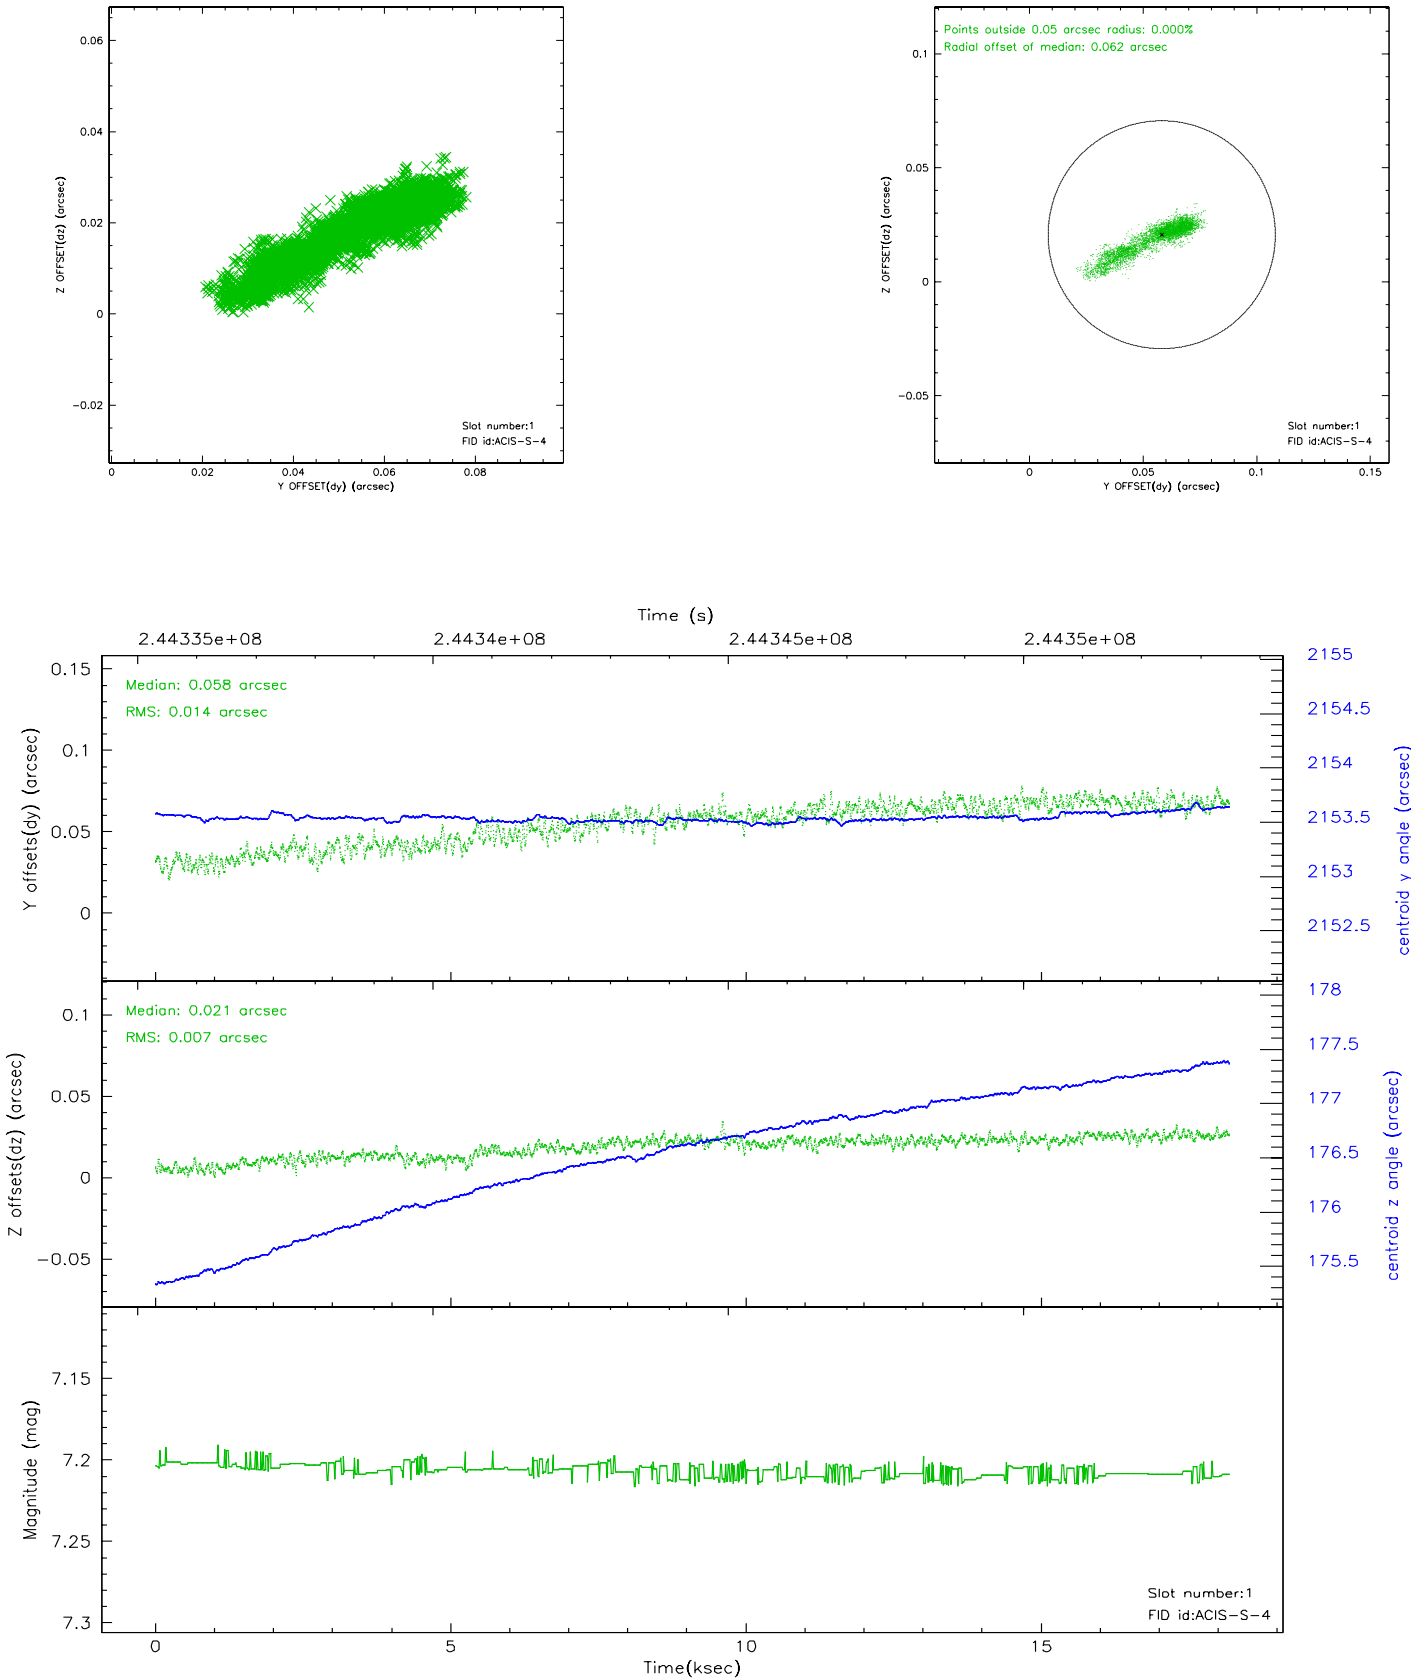 0.06
0.04
0.02
0
-0.02
Z OFFSET(dz) (arcsec)
Slot number:1
FID id:ACIS-S-4
0 0.02 0.04 0.06 0.08
Y OFFSET(dy) (arcsec)
Points outside 0.05 arcsec radius: 0.000%
Radial offset of median: 0.062 arcsec
0.1
0.05
0
-0.05
Z OFFSET(dz) (arcsec)
Slot number:1
FID id:ACIS-S-4
0 0.05 0.1 0.15
Y OFFSET(dy) (arcsec)
Time (s)
2.44335e+08 2.4434e+08 2.44345e+08 2.4435e+08
Median: 0.058 arcsec
RMS: 0.014 arcsec
0.15
0.1
0.05
0
Y offsets(dy) (arcsec)
2155
2154.5
2154
2153.5
2153
2152.5
centroid y angle (arcsec)
Median: 0.021 arcsec
RMS: 0.007 arcsec
0.1
0.05
0
-0.05
Z offsets(dz) (arcsec)
178
177.5
177
176.5
176
175.5
centroid z angle (arcsec)
7.15
7.2
7.25
7.3
Magnitude (mag)
Slot number:1
FID id:ACIS-S-4
0 5 10 15
Time(ksec)